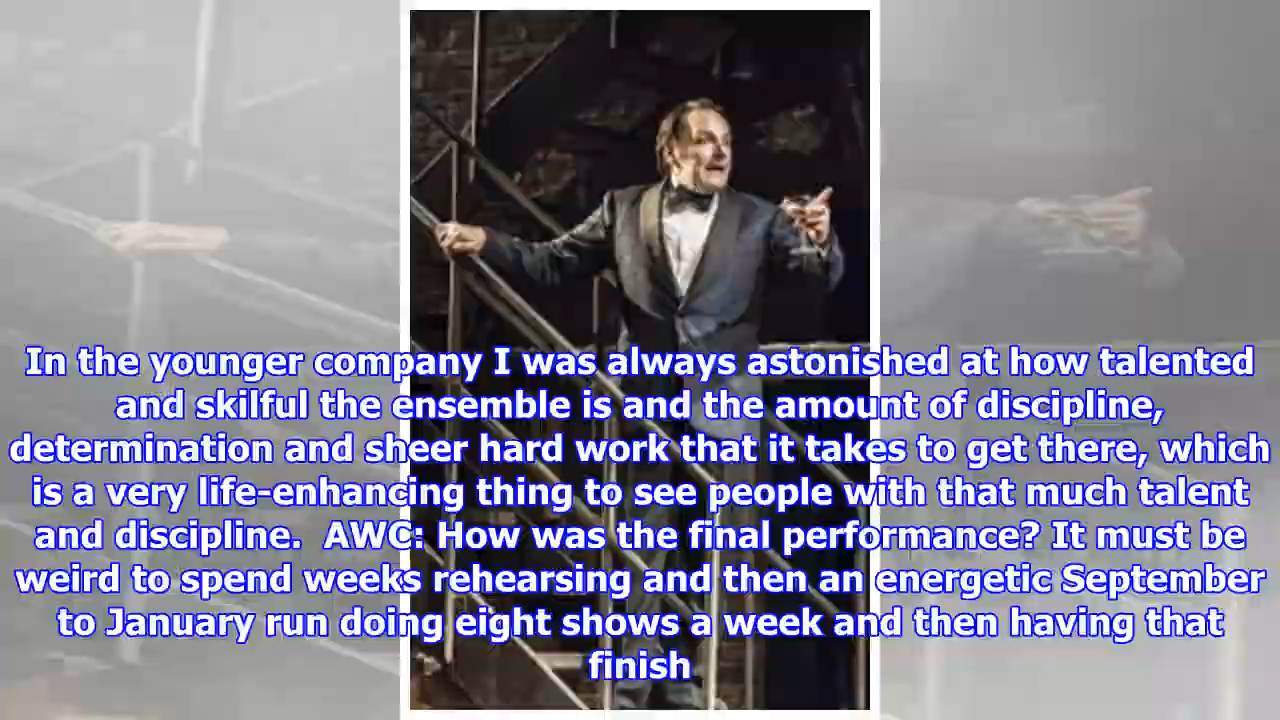 In the younger company I was always astonished at how talented
and skilful the ensemble is and the amount of discipline,
determination and sheer hard work that it takes to get there, which
is a very life-enhancing thing to see people with that much talent
and discipline.  AWC: How was the final performance? It must be
weird to spend weeks rehearsing and then an energetic September
to January run doing eight shows a week and then having that
finish